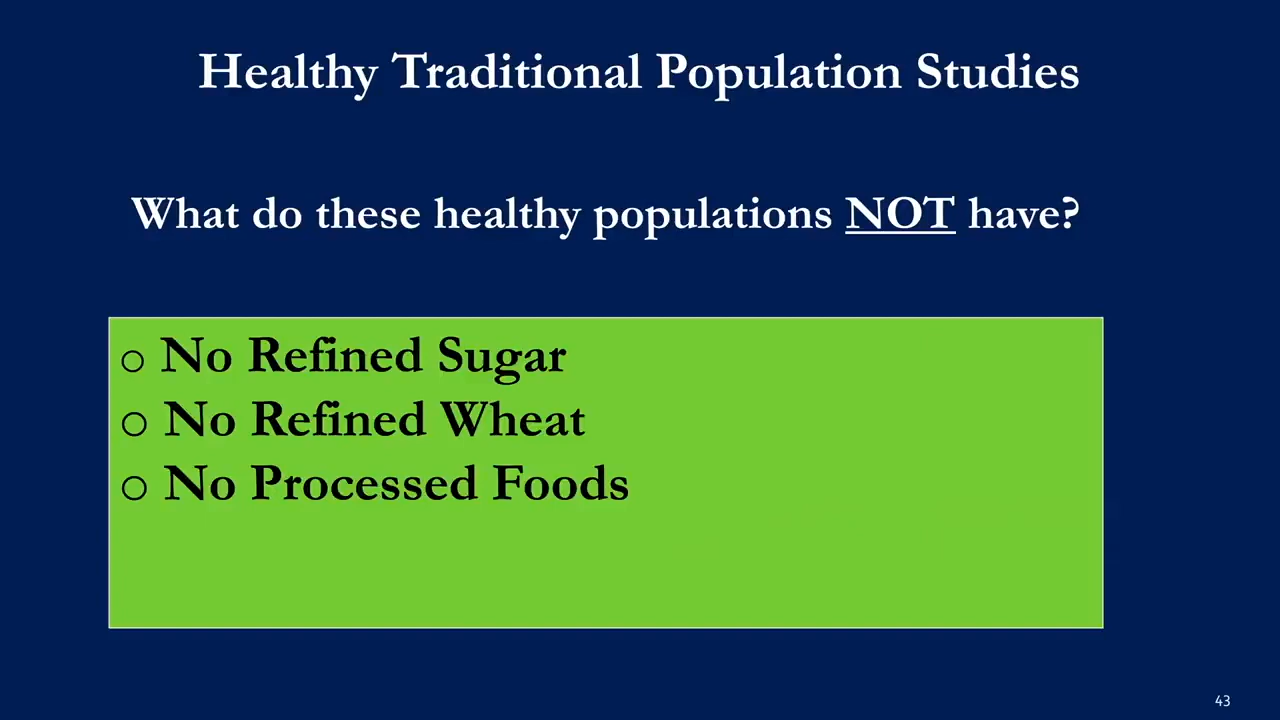 Healthy Traditional Population Studies
What do these healthy populations NOT have?
o No Refined Sugar
o No Refined Wheat
o No Processed Foods
43